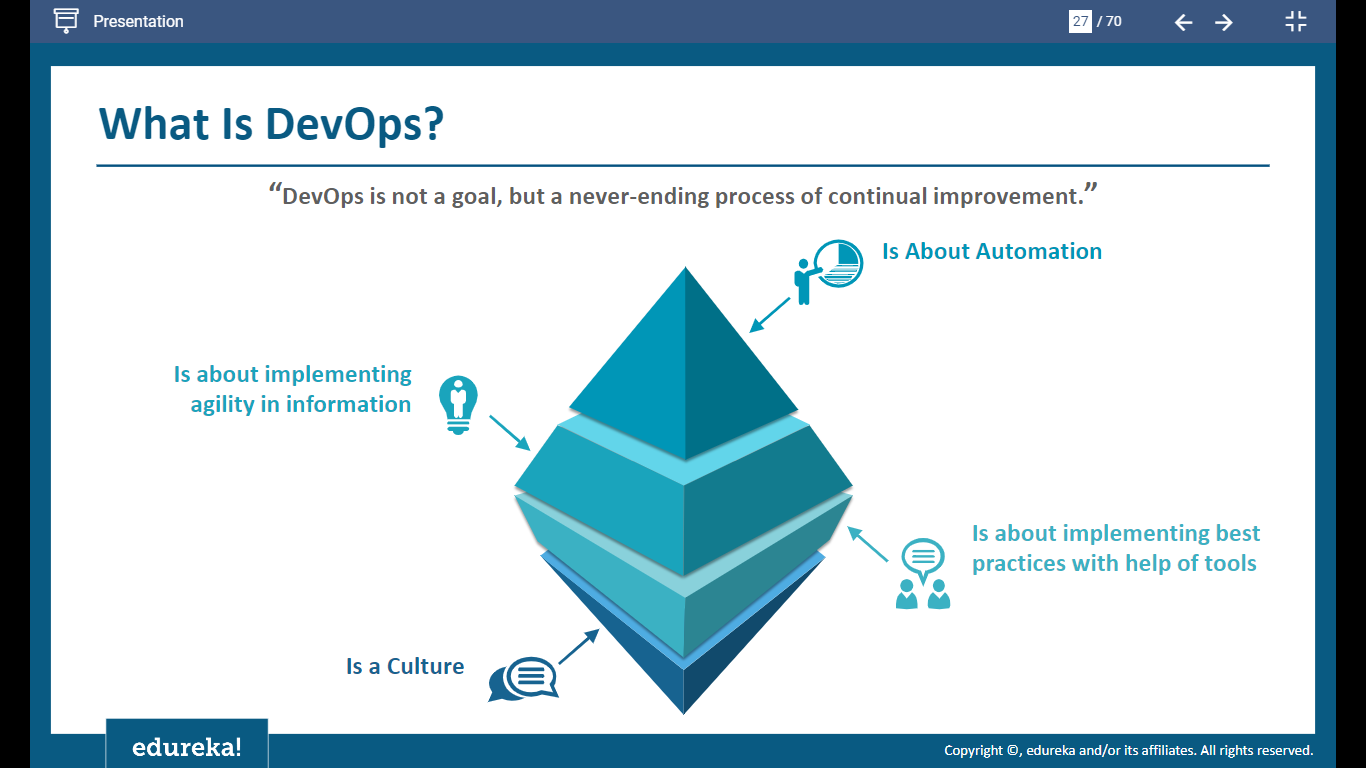 Presentation
27 / 70
What Is DevOps?
“DevOps is not a goal, but a never-ending process of continual improvement.”
Is About Automation
Is about implementing
agility in information
Is about implementing best
practices with help of tools
Is a Culture
edureka!
Copyright ©, edureka and/or its affiliates. All rights reserved.